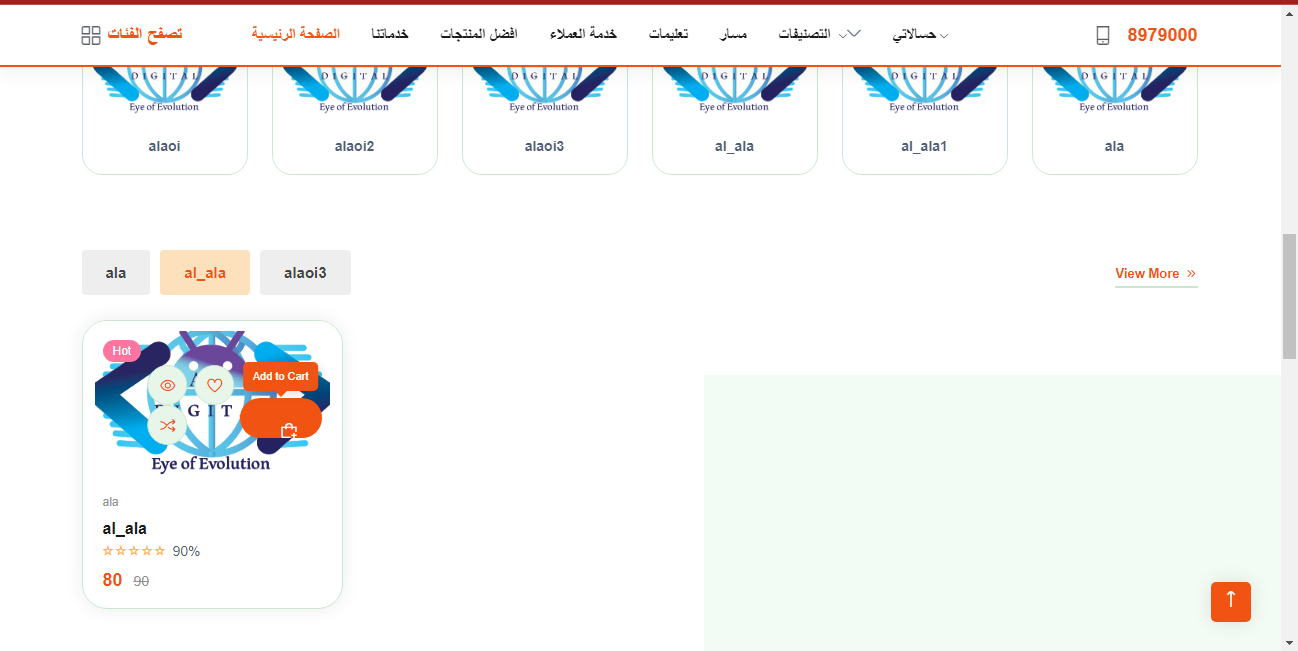 تصفح الفئات
الصفحة الرئيسية
خدماتنا
افضل المنتجات
خدمة العملاء
تعليمات
مسار
التصنيفات
حسالاتي
8979000
DIGITAL DIGITAL DIGITAL DIGITAL DIGITAL DIGITAL
Eye of Evolution Eye of Evolution Eye of Evolution Eye of Evolution Eye of Evolution Eye of Evolution
alaoi alaoi2 alaoi3 al_ala al_ala1 ala
ala al_ala alaoi3 View More
Hot
Add to Cart
Eye of Evolution
ala
al_ala
90%
80 90